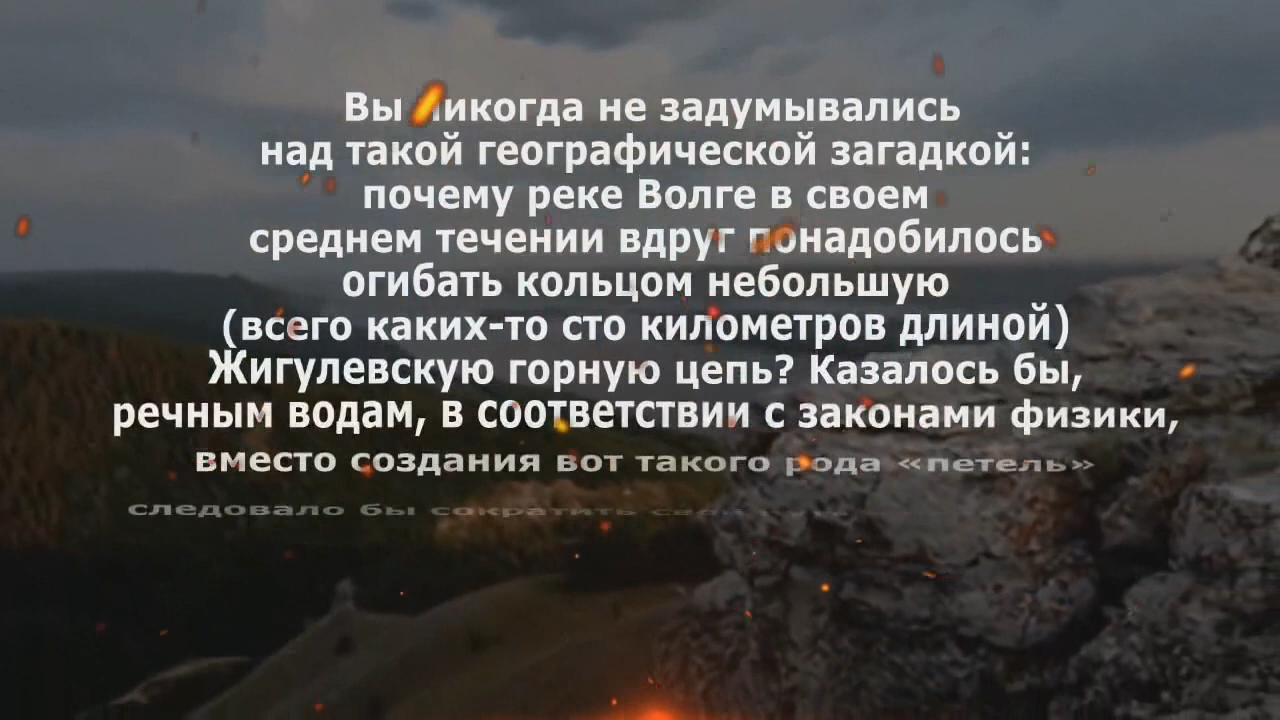 Вы никогда не задумывались
над такой географической загадкой:
почему реке Волге в своем
среднем течении вдруг понадобилось
огибать кольцом небольшую
(всего каких-то сто километров длиной)
Жигулевскую горную цепь? Казалось бы,
речным водам, в соответствии с законами физики,
вместо создания вот такого рода «петель»
следовало бы сократить